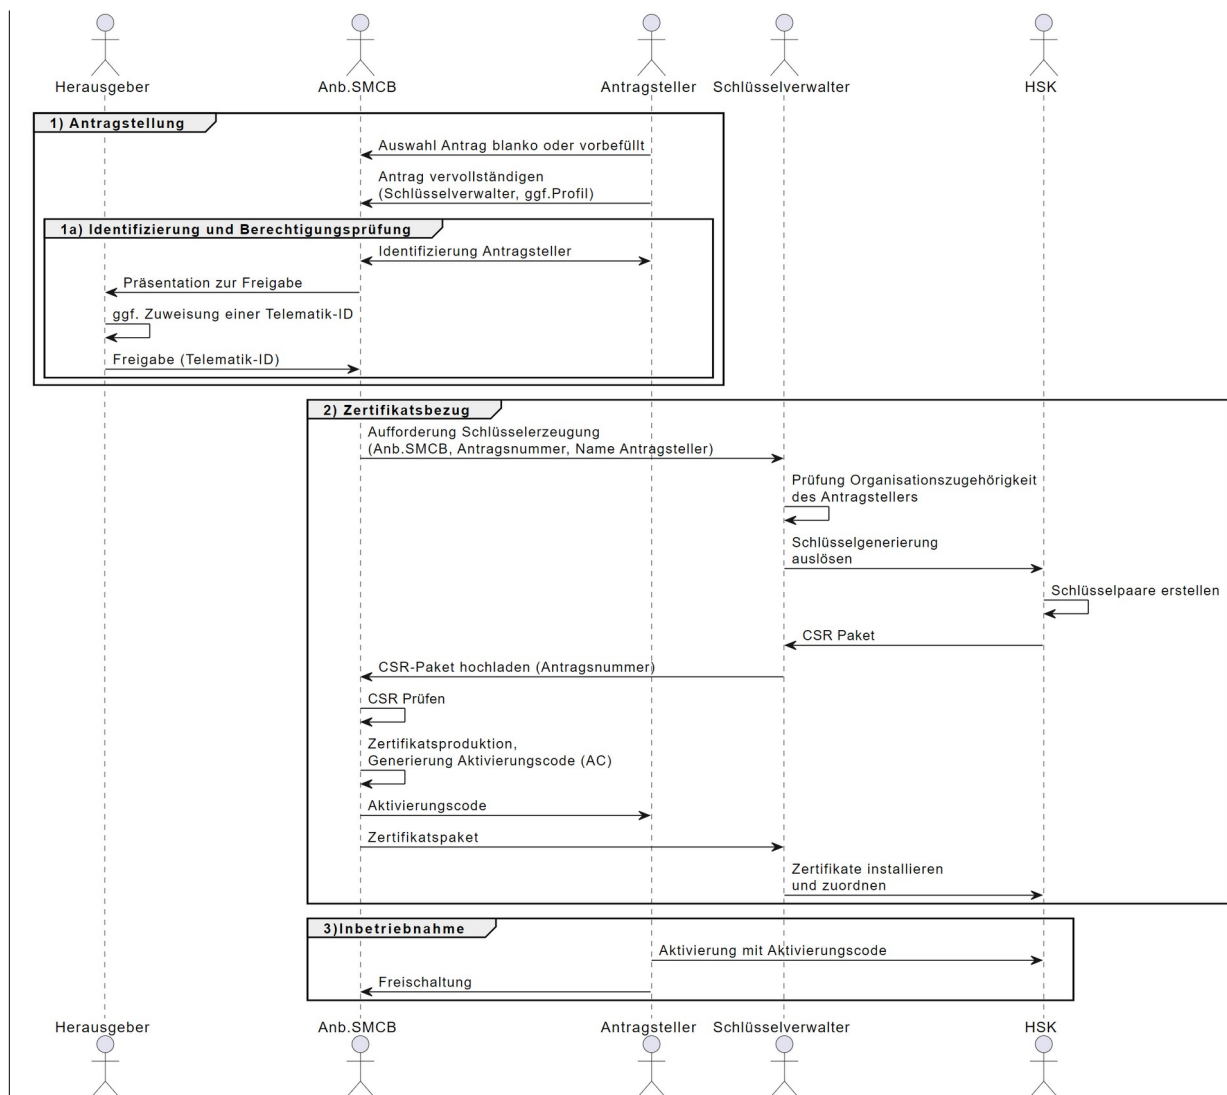 Herausgeber
Anb.SMCB
Antragsteller
Schlüsselverwalter
HSK
1) Antragstellung
Auswahl Antrag blanko oder vorbefüllt
Antrag vervollständigen
(Schlüsselverwalter, ggf.Profil)
1a) Identifizierung und Berechtigungsprüfung
Identifizierung Antragsteller
Präsentation zur Freigabe
ggf. Zuweisung einer Telematik-ID
Freigabe (Telematik-ID)
2) Zertifikatsbezug
Aufforderung Schlüsselerzeugung
(Anb.SMCB, Antragsnummer, Name Antragsteller)
Prüfung Organisationszugehörigkeit
des Antragstellers
Schlüsselgenerierung
auslösen
Schlüsselpaare erstellen
CSR Paket
CSR-Paket hochladen (Antragsnummer)
CSR Prüfen
Zertifikatsproduktion,
Generierung Aktivierungscode (AC)
Aktivierungscode
Zertifikatspaket
Zertifikate installieren
und zuordnen
3)Inbetriebnahme
Aktivierung mit Aktivierungscode
Freischaltung
Herausgeber
Anb.SMCB
Antragsteller
Schlüsselverwalter
HSK